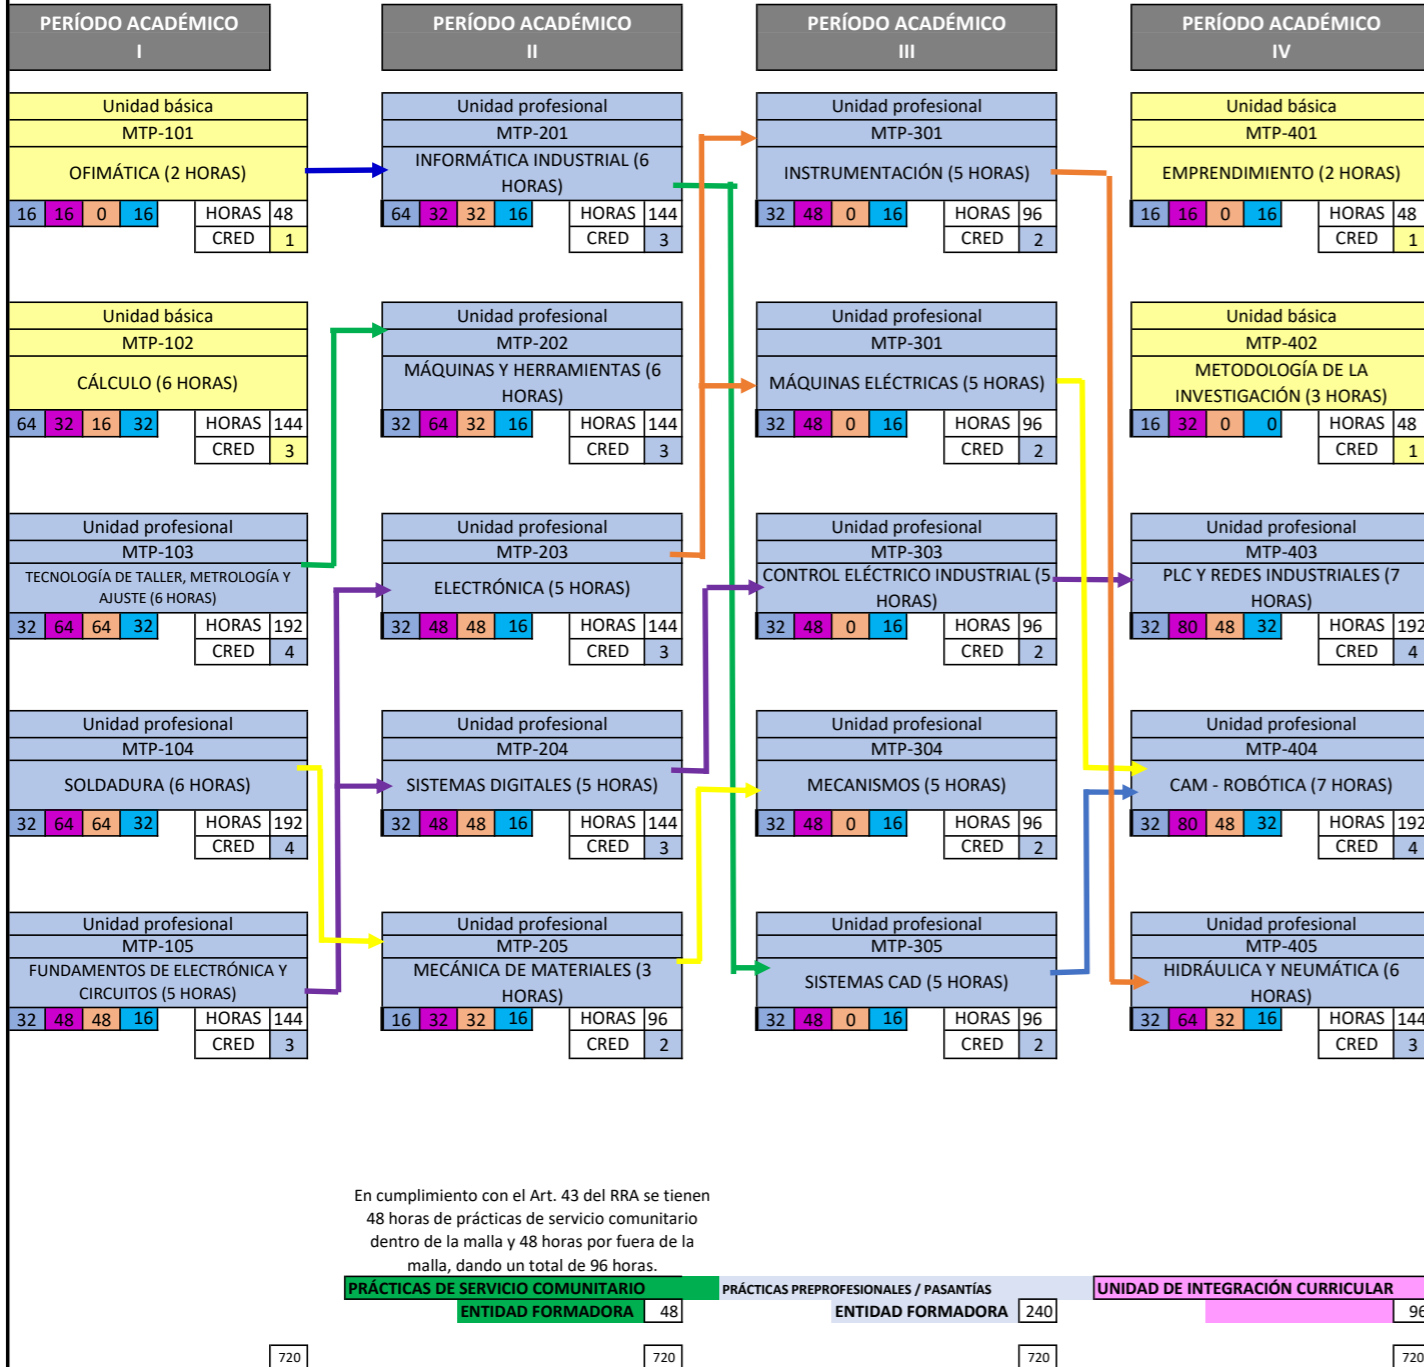 PERÍODO ACADÉMICO
I
PERÍODO ACADÉMICO
II
PERÍODO ACADÉMICO
III
PERÍODO ACADÉMICO
IV
Unidad básica
MTP-101
OFIMÁTICA (2 HORAS)
16 16 0 16 HORAS 48
CRED 1
Unidad profesional
MTP-201
INFORMÁTICA INDUSTRIAL (6
HORAS)
64 32 32 16 HORAS 144
CRED 3
Unidad profesional
MTP-301
INSTRUMENTACIÓN (5 HORAS)
32 48 0 16 HORAS 96
CRED 2
Unidad básica
MTP-401
EMPRENDIMIENTO (2 HORAS)
16 16 0 16 HORAS 48
CRED 1
Unidad básica
MTP-102
CÁLCULO (6 HORAS)
64 32 16 32 HORAS 144
CRED 3
Unidad profesional
MTP-202
MÁQUINAS Y HERRAMIENTAS (6
HORAS)
32 64 32 16 HORAS 144
CRED 3
Unidad profesional
MTP-301
MÁQUINAS ELÉCTRICAS (5 HORAS)
32 48 0 16 HORAS 96
CRED 2
Unidad básica
MTP-402
METODOLOGÍA DE LA
INVESTIGACIÓN (3 HORAS)
16 32 0 0 HORAS 48
CRED 1
Unidad profesional
MTP-103
TECNOLOGÍA DE TALLER, METROLOGÍA Y
AJUSTE (6 HORAS)
32 64 64 32 HORAS 192
CRED 4
Unidad profesional
MTP-203
ELECTRÓNICA (5 HORAS)
32 48 48 16 HORAS 144
CRED 3
Unidad profesional
MTP-303
CONTROL ELÉCTRICO INDUSTRIAL (5
HORAS)
32 48 0 16 HORAS 96
CRED 2
Unidad profesional
MTP-403
PLC Y REDES INDUSTRIALES (7
HORAS)
32 80 48 32 HORAS 192
CRED 4
Unidad profesional
MTP-104
SOLDADURA (6 HORAS)
32 64 64 32 HORAS 192
CRED 4
Unidad profesional
MTP-204
SISTEMAS DIGITALES (5 HORAS)
32 48 48 16 HORAS 144
CRED 3
Unidad profesional
MTP-304
MECANISMOS (5 HORAS)
32 48 0 16 HORAS 96
CRED 2
Unidad profesional
MTP-404
CAM - ROBÓTICA (7 HORAS)
32 80 48 32 HORAS 192
CRED 4
Unidad profesional
MTP-105
FUNDAMENTOS DE ELECTRÓNICA Y
CIRCUITOS (5 HORAS)
32 48 48 16 HORAS 144
CRED 3
Unidad profesional
MTP-205
MECÁNICA DE MATERIALES (3
HORAS)
16 32 32 16 HORAS 96
CRED 2
Unidad profesional
MTP-305
SISTEMAS CAD (5 HORAS)
32 48 0 16 HORAS 96
CRED 2
Unidad profesional
MTP-405
HIDRÁULICA Y NEUMÁTICA (6
HORAS)
32 64 32 16 HORAS 144
CRED 3
En cumplimiento con el Art. 43 del RRA se tienen
48 horas de prácticas de servicio comunitario
dentro de la malla y 48 horas por fuera de la
malla, dando un total de 96 horas.
PRÁCTICAS DE SERVICIO COMUNITARIO
ENTIDAD FORMADORA 48
PRÁCTICAS PREPROFESIONALES / PASANTÍAS
ENTIDAD FORMADORA 240
UNIDAD DE INTEGRACIÓN CURRICULAR
96
720 720 720 720